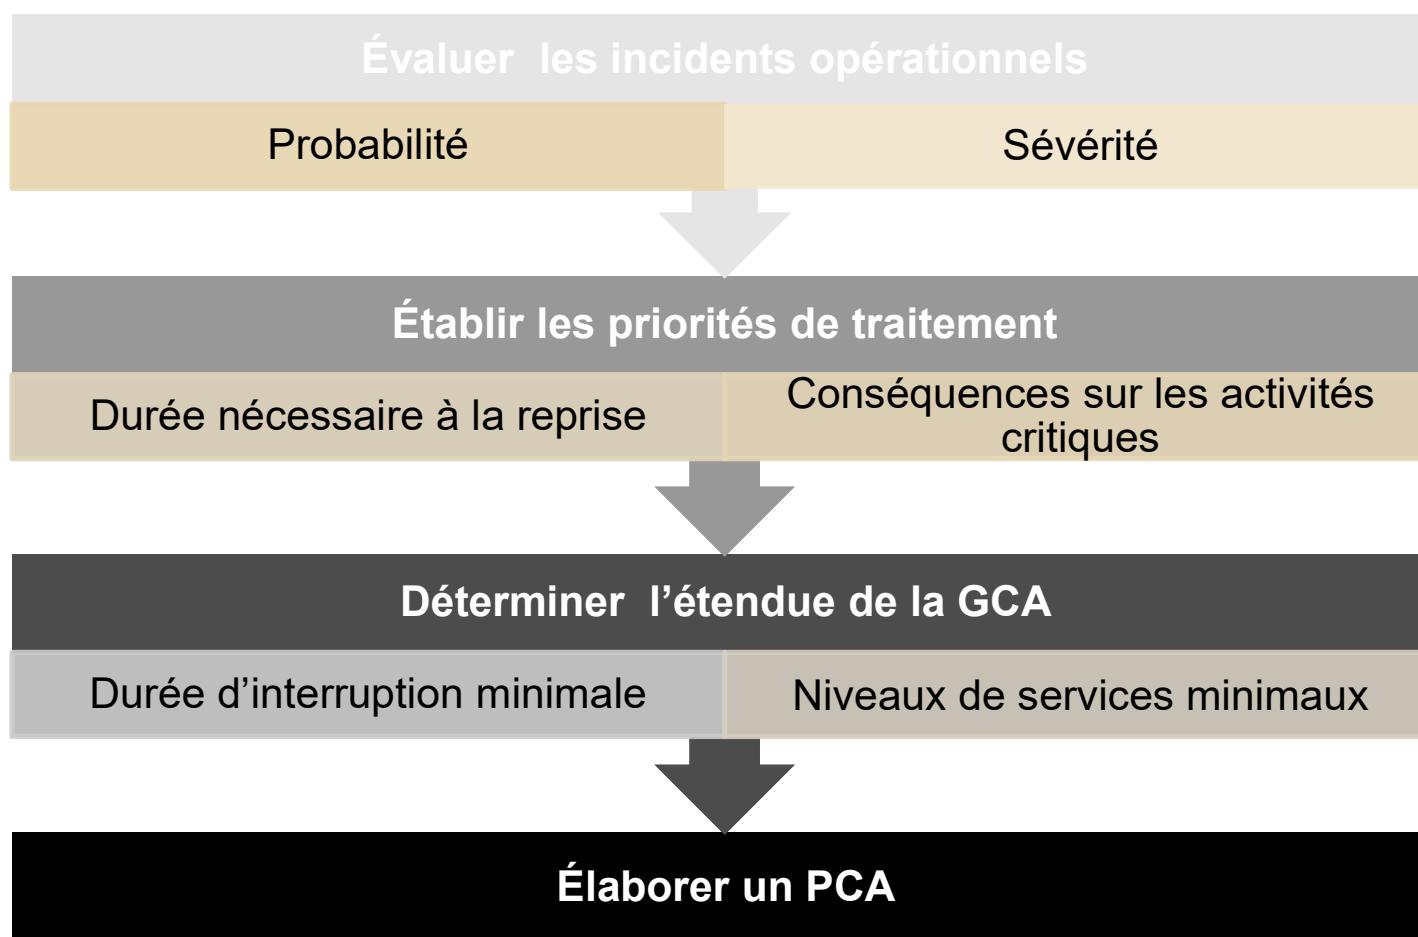 Évaluer  les incidents opérationnels
Probabilité
Sévérité
Établir les priorités de traitement
Durée nécessaire à la reprise
Conséquences sur les activités
critiques
Déterminer  l’étendue de la GCA
Durée d’interruption minimale
Niveaux de services minimaux
Élaborer un PCA